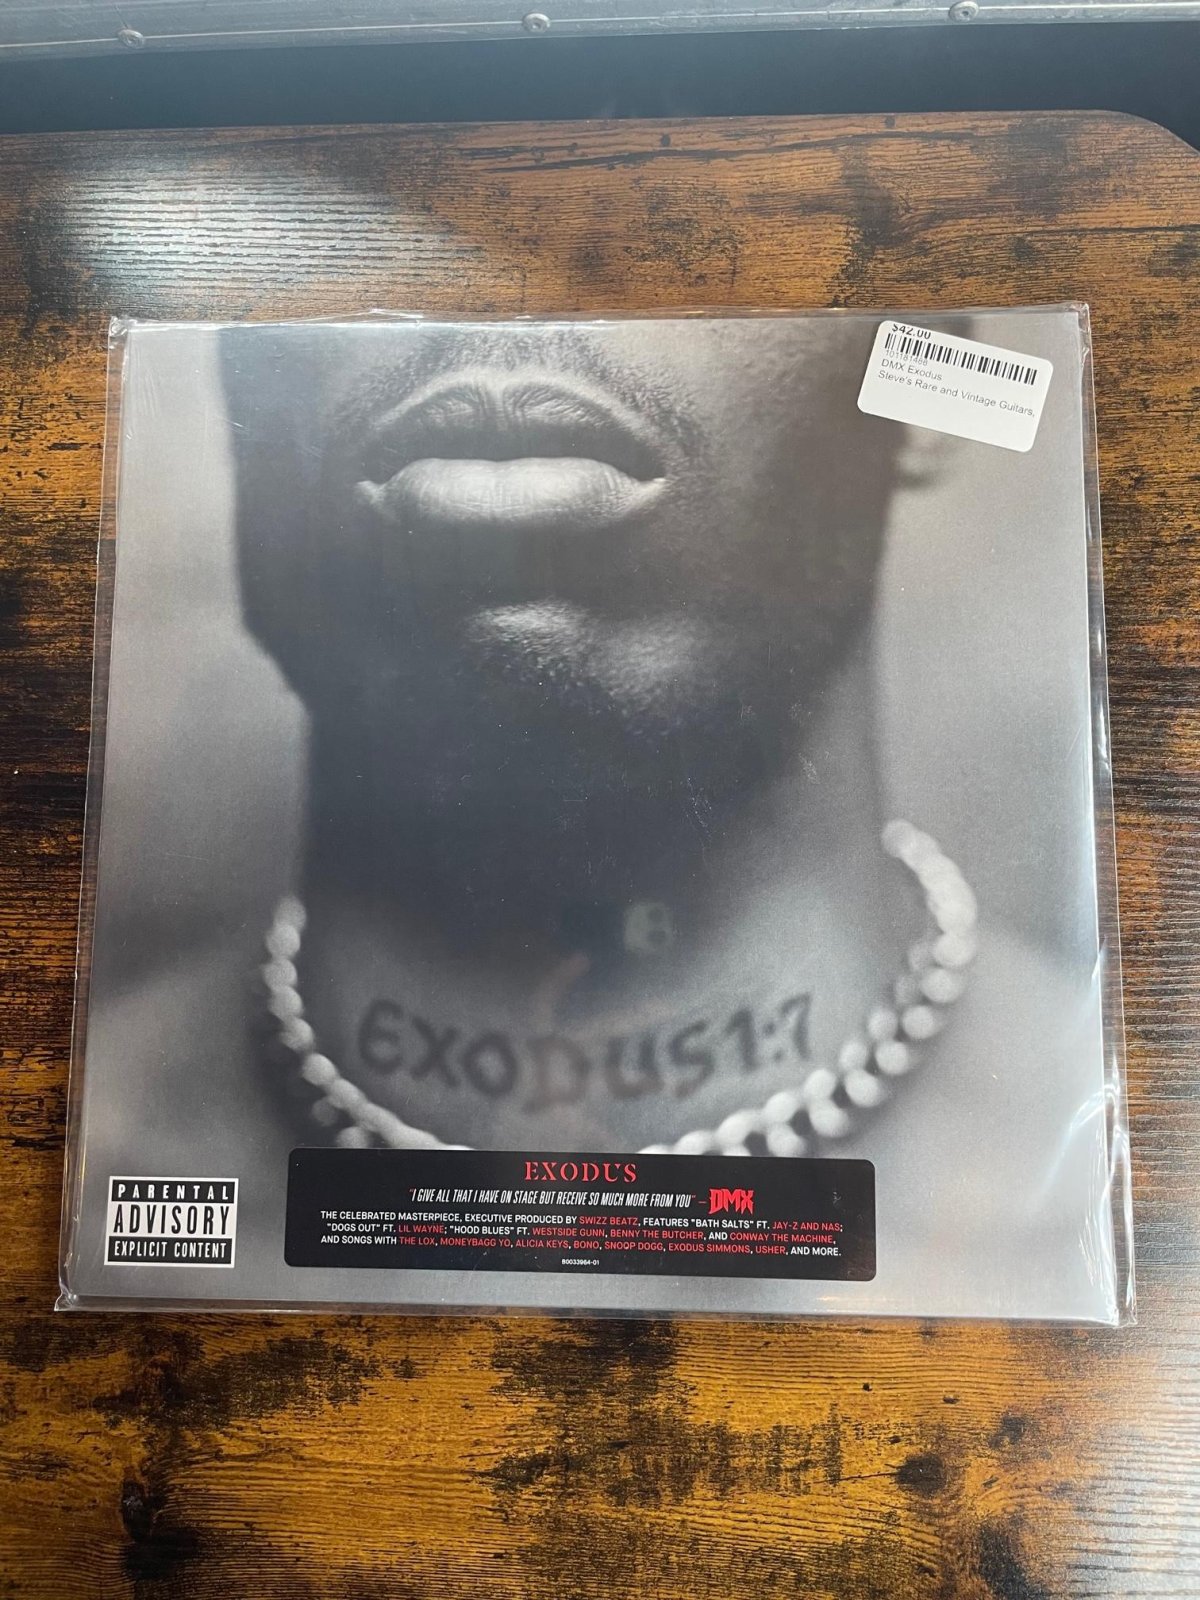 $42.00
101181488
DMX Exodus
Steve's Rare and Vintage Guitars,
EXODUS1:7
EXODUS
"I GIVE ALL THAT I HAVE ON STAGE BUT RECEIVE SO MUCH MORE FROM YOU" – DMX
THE CELEBRATED MASTERPIECE, EXECUTIVE PRODUCED BY SWIZZ BEATZ, FEATURES "BATH SALTS" FT. JAY-Z AND NAS;
"DOGS OUT" FT. LIL WAYNE; "HOOD BLUES" FT. WESTSIDE GUNN, BENNY THE BUTCHER, AND CONWAY THE MACHINE,
AND SONGS WITH THE LOX, MONEYBAGG YO, ALICIA KEYS, BONO, SNOOP DOGG, EXODUS SIMMONS, USHER, AND MORE.
B0033964-01
PARENTAL
ADVISORY
EXPLICIT CONTENT